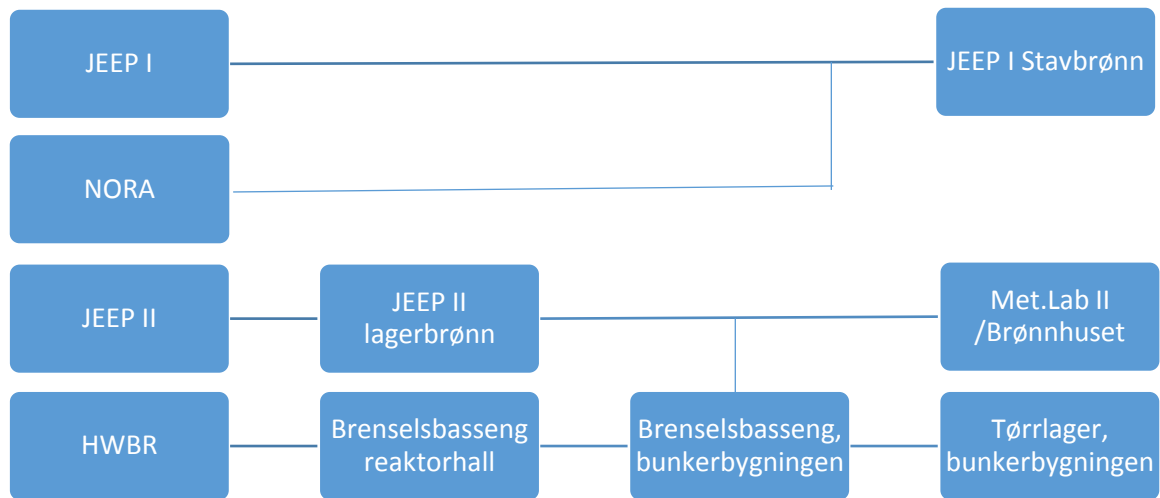 JEEP I
JEEP I Stavbrønn
NORA
JEEP II
JEEP II
lagerbrønn
Met.Lab II
/Brønnhuset
HWBR
Brenselsbasseng
reaktorhall
Brenselsbasseng,
bunkerbygningen
Tørrlager,
bunkerbygningen